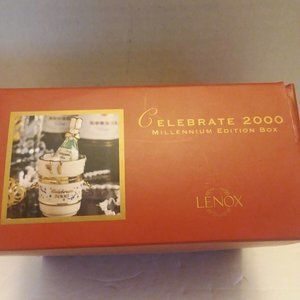 CELEBRATE 2000
MILLENNIUM EDITION BOX
LENOX